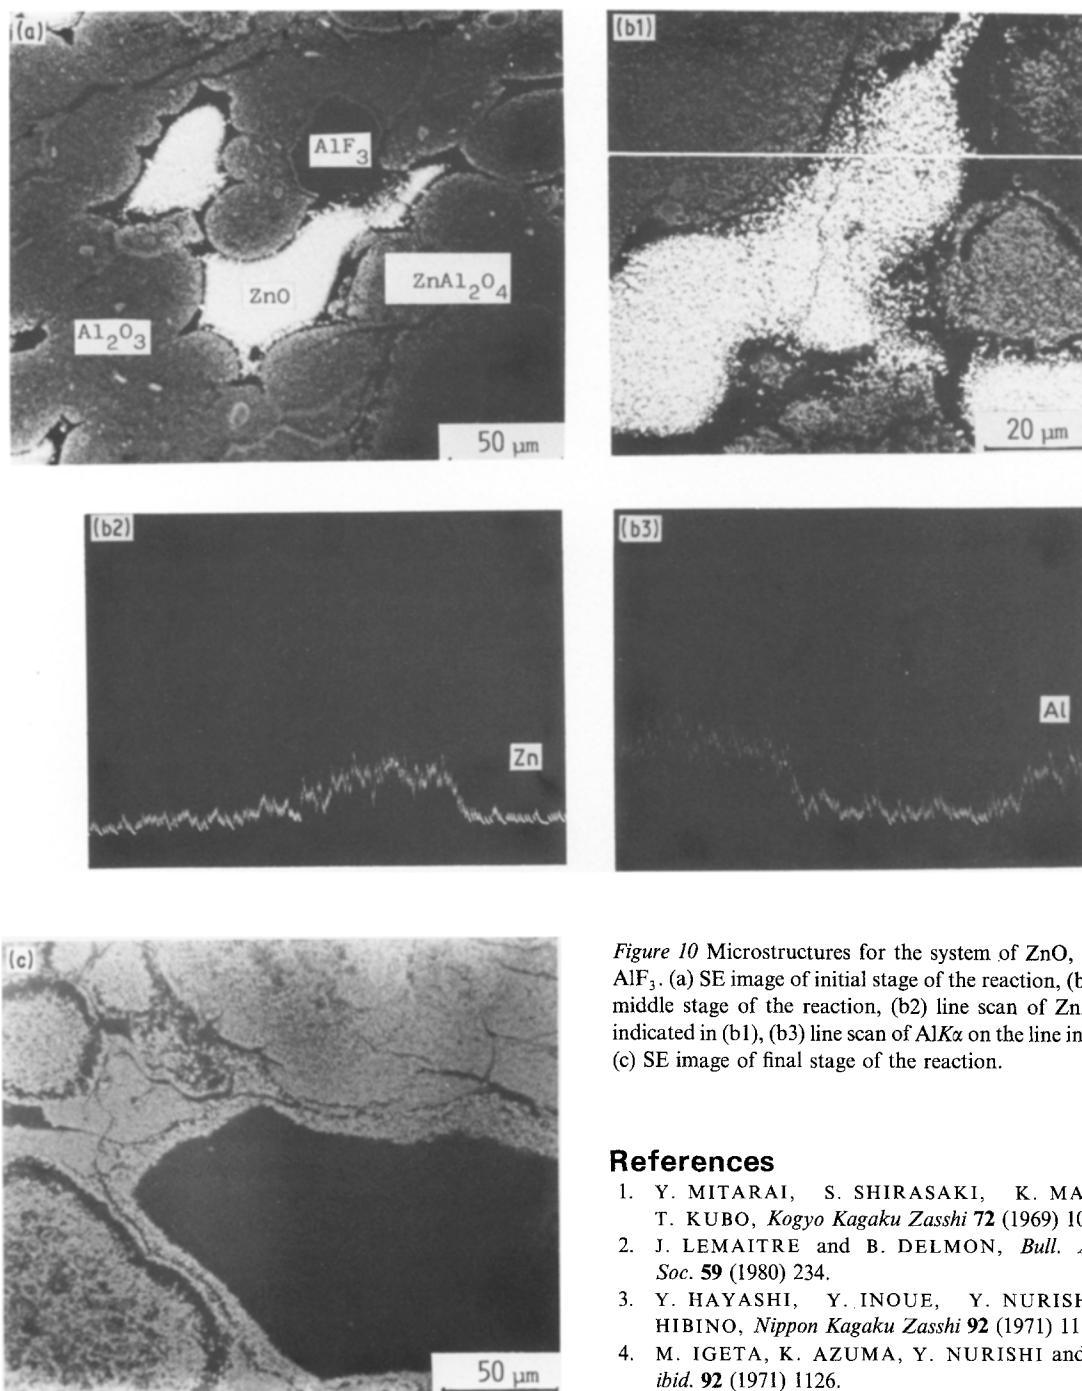 (a)
AlF₃
ZnO
ZnAl₂O₄
Al₂O₃
50 µm
(b1)
20 µm
(b2)
Zn
(b3)
Al
(c)
50 µm
Figure 10 Microstructures for the system of ZnO,
AlF₃. (a) SE image of initial stage of the reaction, (b
middle stage of the reaction, (b2) line scan of Zn
indicated in (b1), (b3) line scan of AlKα on the line in
(c) SE image of final stage of the reaction.
References
1. Y. MITARAI, S. SHIRASAKI, K. MA
T. KUBO, Kogyo Kagaku Zasshi 72 (1969) 10
2. J. LEMAITRE and B. DELMON, Bull.
Soc. 59 (1980) 234.
3. Y. HAYASHI, Y. INOUE, Y. NURISH
HIBINO, Nippon Kagaku Zasshi 92 (1971) 11
4. M. IGETA, K. AZUMA, Y. NURISHI and
ibid. 92 (1971) 1126.